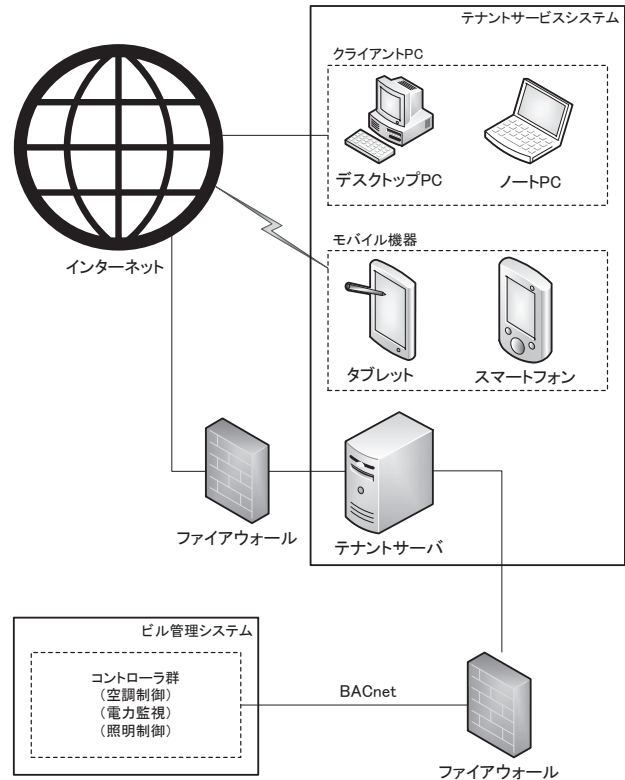 テナントサービスシステム
クライアントPC
デスクトップPC
ノートPC
インターネット
モバイル機器
タブレット
スマートフォン
ファイアウォール
テナントサーバ
ビル管理システム
コントローラ群
（空調制御）
（電力監視）
（照明制御）
BACnet
ファイアウォール